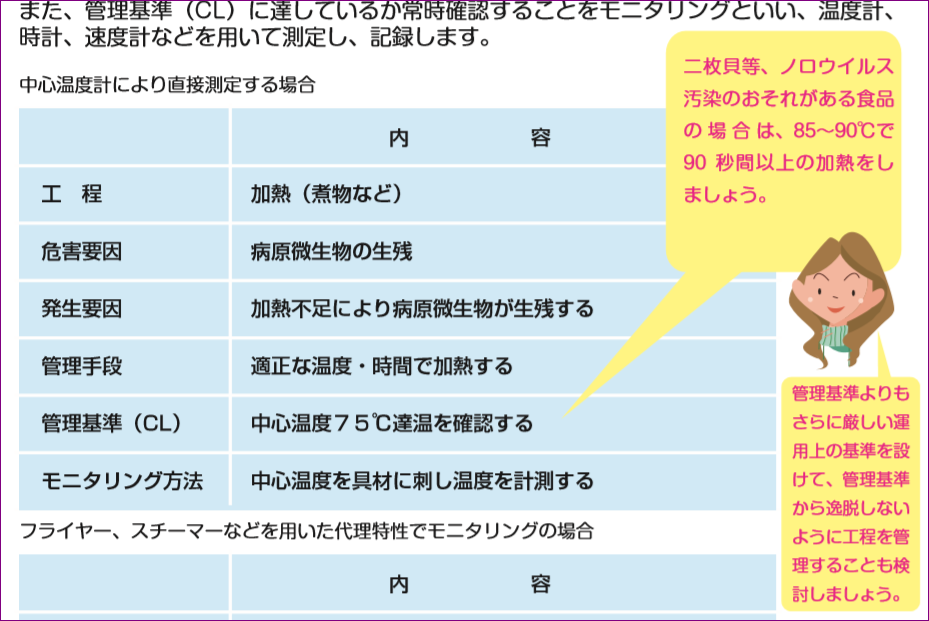 また、管理基準（CL）に達しているか常時確認することをモニタリングといい、温度計、
時計、速度計などを用いて測定し、記録します。
中心温度計により直接測定する場合
内　容
工　程　加熱（煮物など）
危害要因　病原微生物の生残
発生要因　加熱不足により病原微生物が生残する
管理手段　適正な温度・時間で加熱する
管理基準（CL）　中心温度７５℃達温を確認する
モニタリング方法　中心温度を具材に刺し温度を計測する
二枚貝等、ノロウイルス
汚染のおそれがある食品
の場合は、85～90℃で
90 秒間以上の加熱をし
ましょう。
管理基準よりも
さらに厳しい運
用上の基準を設
けて、管理基準
から逸脱しない
ように工程を管
理することも検
討しましょう。
フライヤー、スチーマーなどを用いた代理特性でモニタリングの場合
内　容